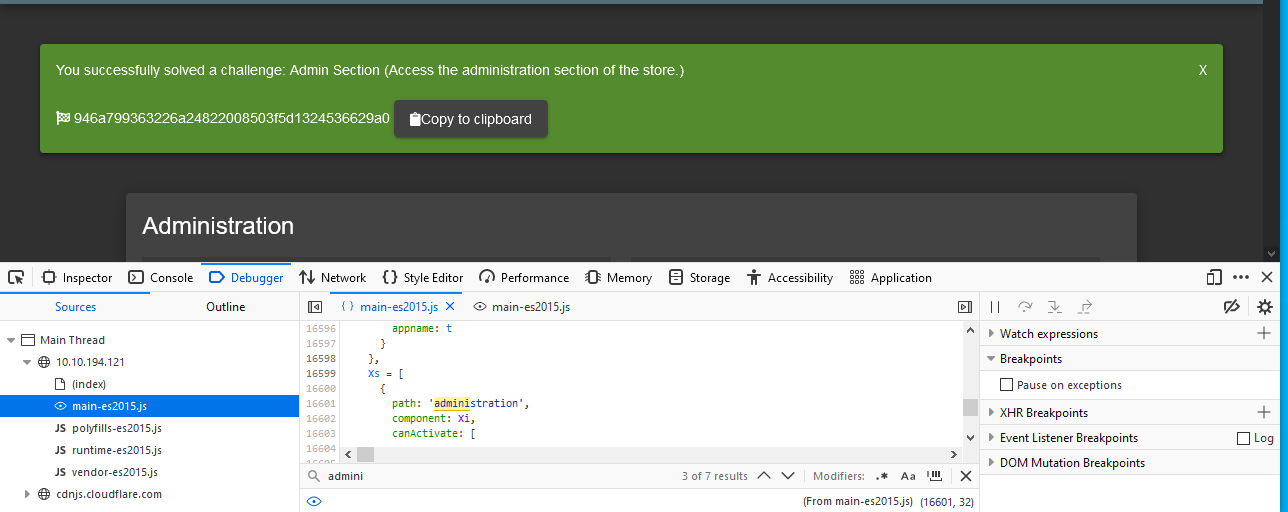 You successfully solved a challenge: Admin Section (Access the administration section of the store.) X
946a799363226a24822008503f5d1324536629a0 Copy to clipboard
Administration
Inspector Console Debugger Network {} Style Editor Performance Memory Storage Accessibility Application
Sources Outline {} main-es2015.js main-es2015.js
Main Thread
10.10.194.121
(index)
main-es2015.js
JS polyfills-es2015.js
JS runtime-es2015.js
JS vendor-es2015.js
cdnjs.cloudflare.com
16596 appname: t
16597 }
16598 },
16599 Xs = [
16600 {
16601 path: 'administration',
16602 component: Xi,
16603 canActivate: [
16604
admini 3 of 7 results Modifiers: .* Aa
(From main-es2015.js) (16601, 32)
Watch expressions
Breakpoints
Pause on exceptions
XHR Breakpoints
Event Listener Breakpoints Log
DOM Mutation Breakpoints